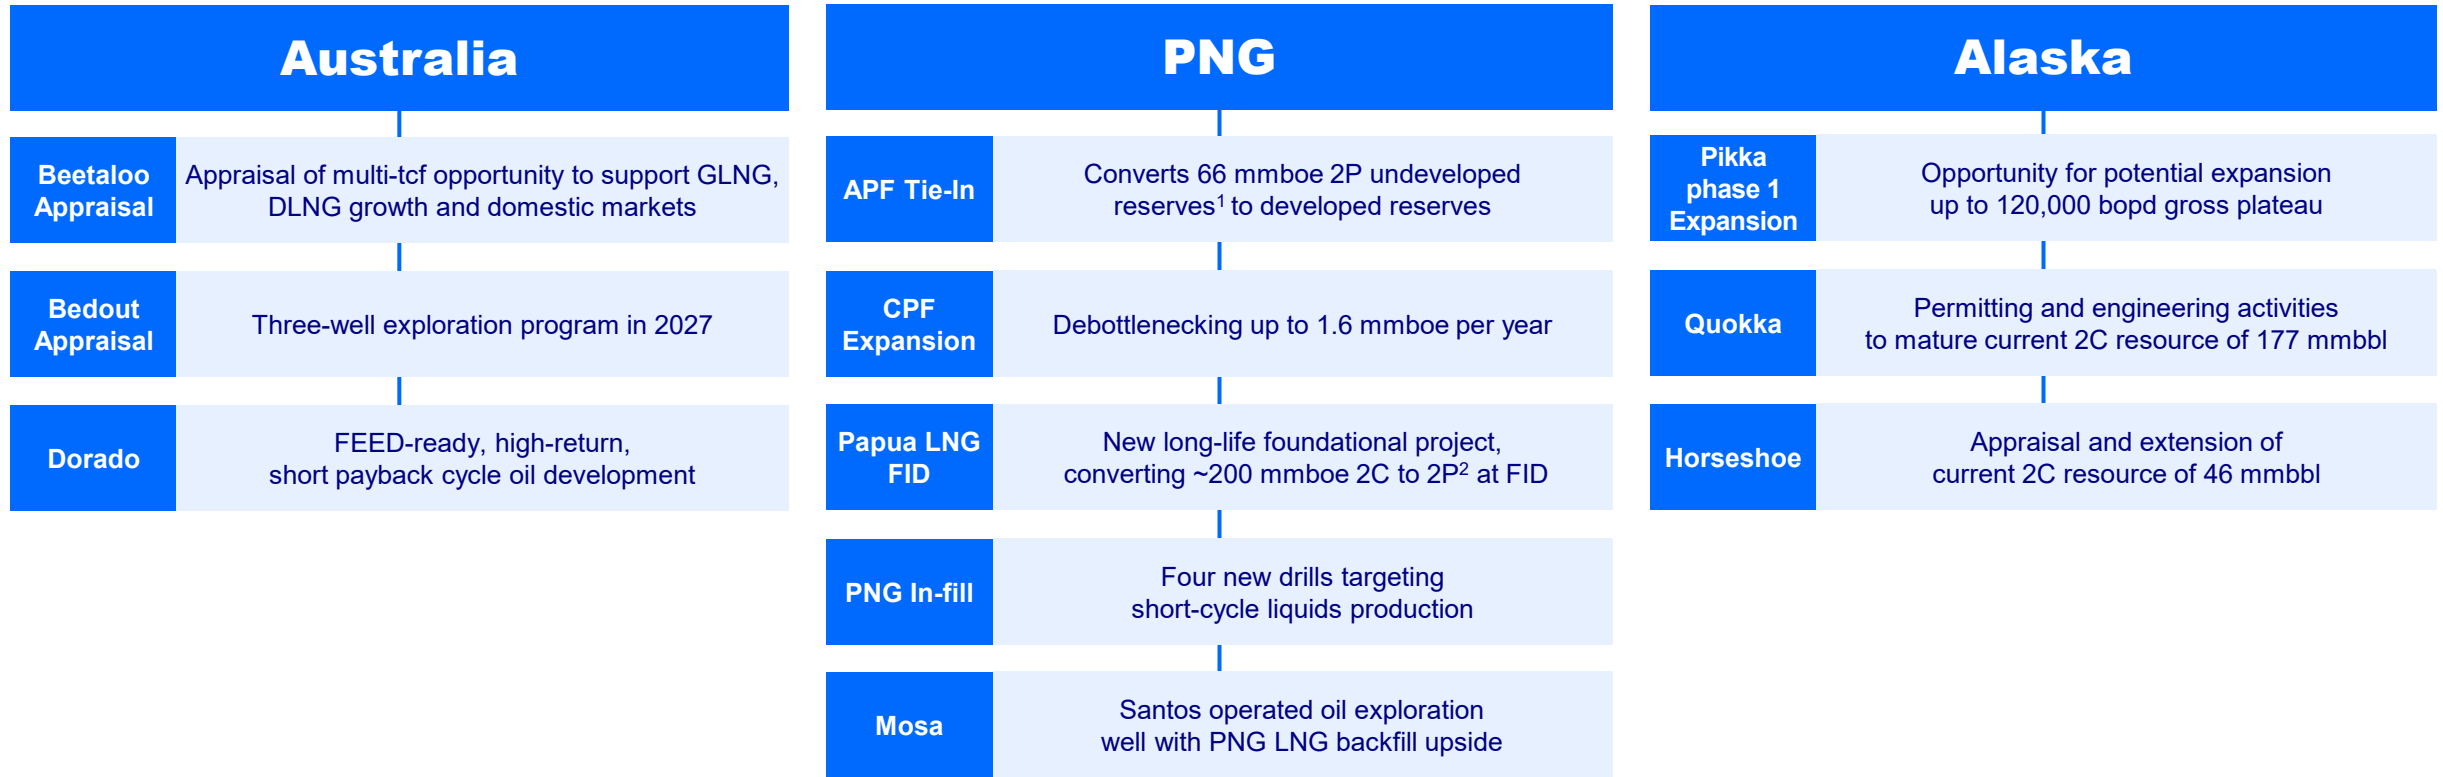 Australia
Beetaloo
Appraisal
Appraisal of multi-tcf opportunity to support GLNG,
DLNG growth and domestic markets
Bedout
Appraisal
Three-well exploration program in 2027
Dorado
FEED-ready, high-return,
short payback cycle oil development
PNG
APF Tie-In
Converts 66 mmboe 2P undeveloped
reserves¹ to developed reserves
CPF
Expansion
Debottlenecking up to 1.6 mmboe per year
Papua LNG
FID
New long-life foundational project,
converting ~200 mmboe 2C to 2P² at FID
PNG In-fill
Four new drills targeting
short-cycle liquids production
Mosa
Santos operated oil exploration
well with PNG LNG backfill upside
Alaska
Pikka
phase 1
Expansion
Opportunity for potential expansion
up to 120,000 bopd gross plateau
Quokka
Permitting and engineering activities
to mature current 2C resource of 177 mmbbl
Horseshoe
Appraisal and extension of
current 2C resource of 46 mmbbl